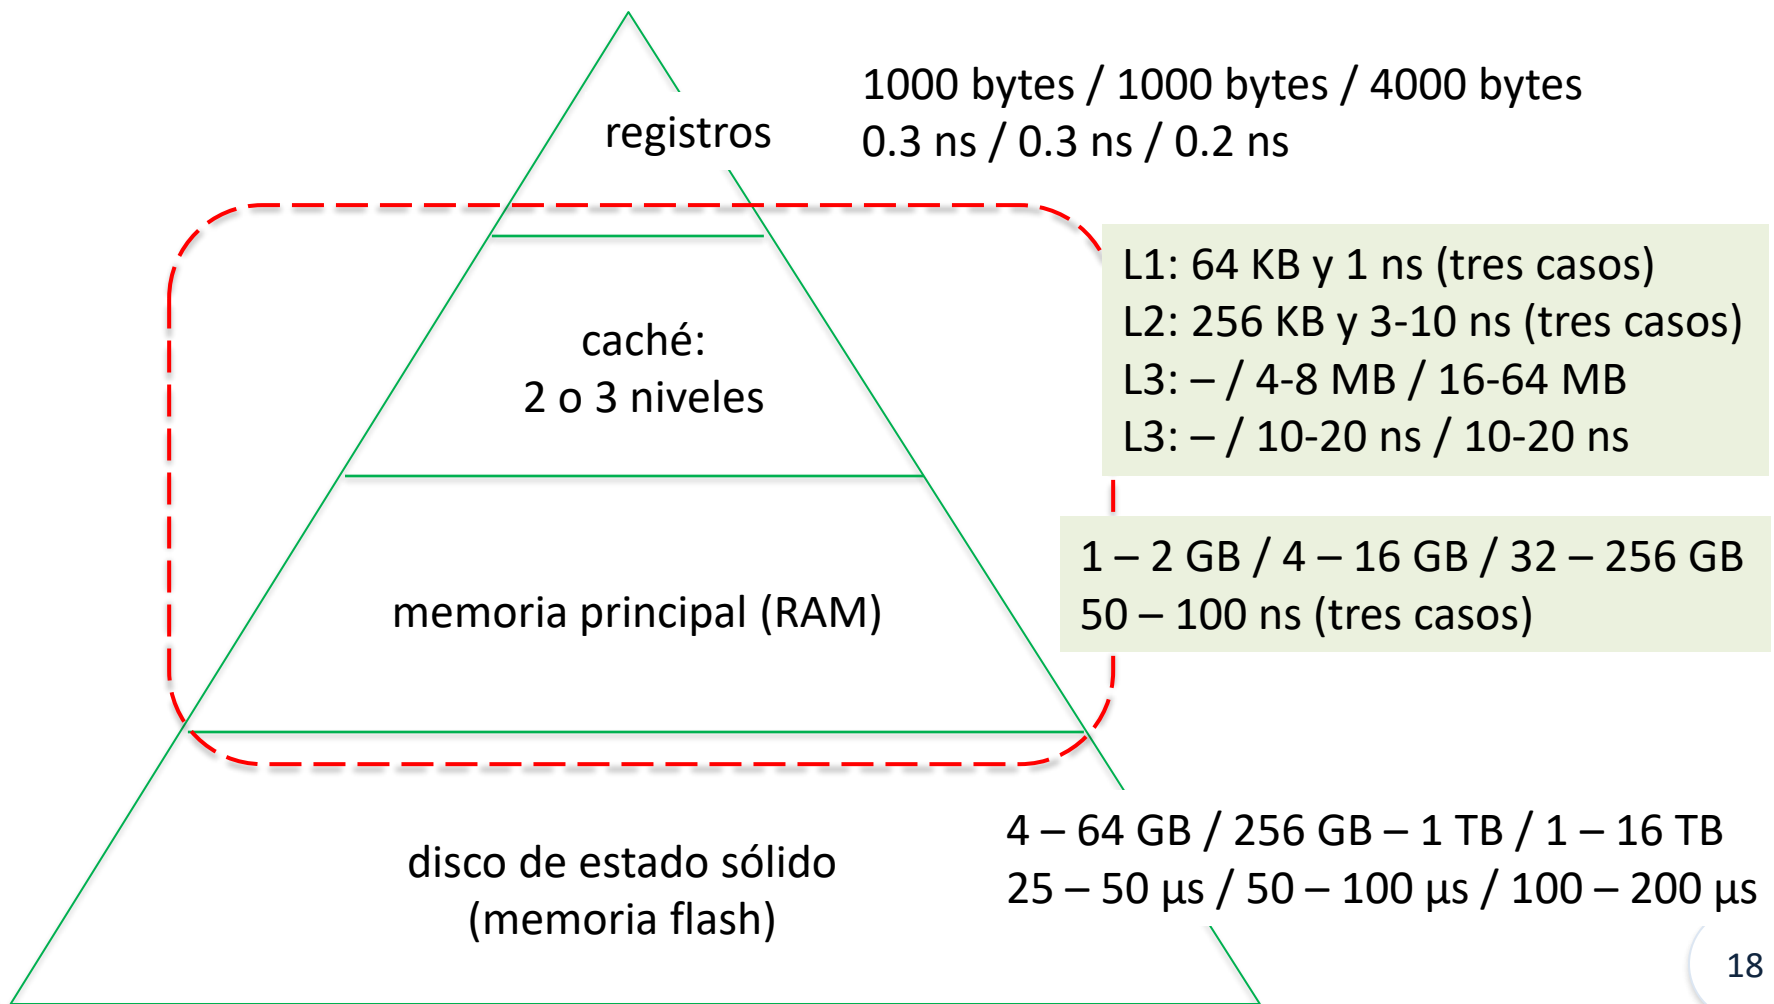 registros
1000 bytes / 1000 bytes / 4000 bytes
0.3 ns / 0.3 ns / 0.2 ns
caché:
2 o 3 niveles
L1: 64 KB y 1 ns (tres casos)
L2: 256 KB y 3-10 ns (tres casos)
L3: – / 4-8 MB / 16-64 MB
L3: – / 10-20 ns / 10-20 ns
memoria principal (RAM)
1 – 2 GB / 4 – 16 GB / 32 – 256 GB
50 – 100 ns (tres casos)
disco de estado sólido
(memoria flash)
4 – 64 GB / 256 GB – 1 TB / 1 – 16 TB
25 – 50 μs / 50 – 100 μs / 100 – 200 μs
18